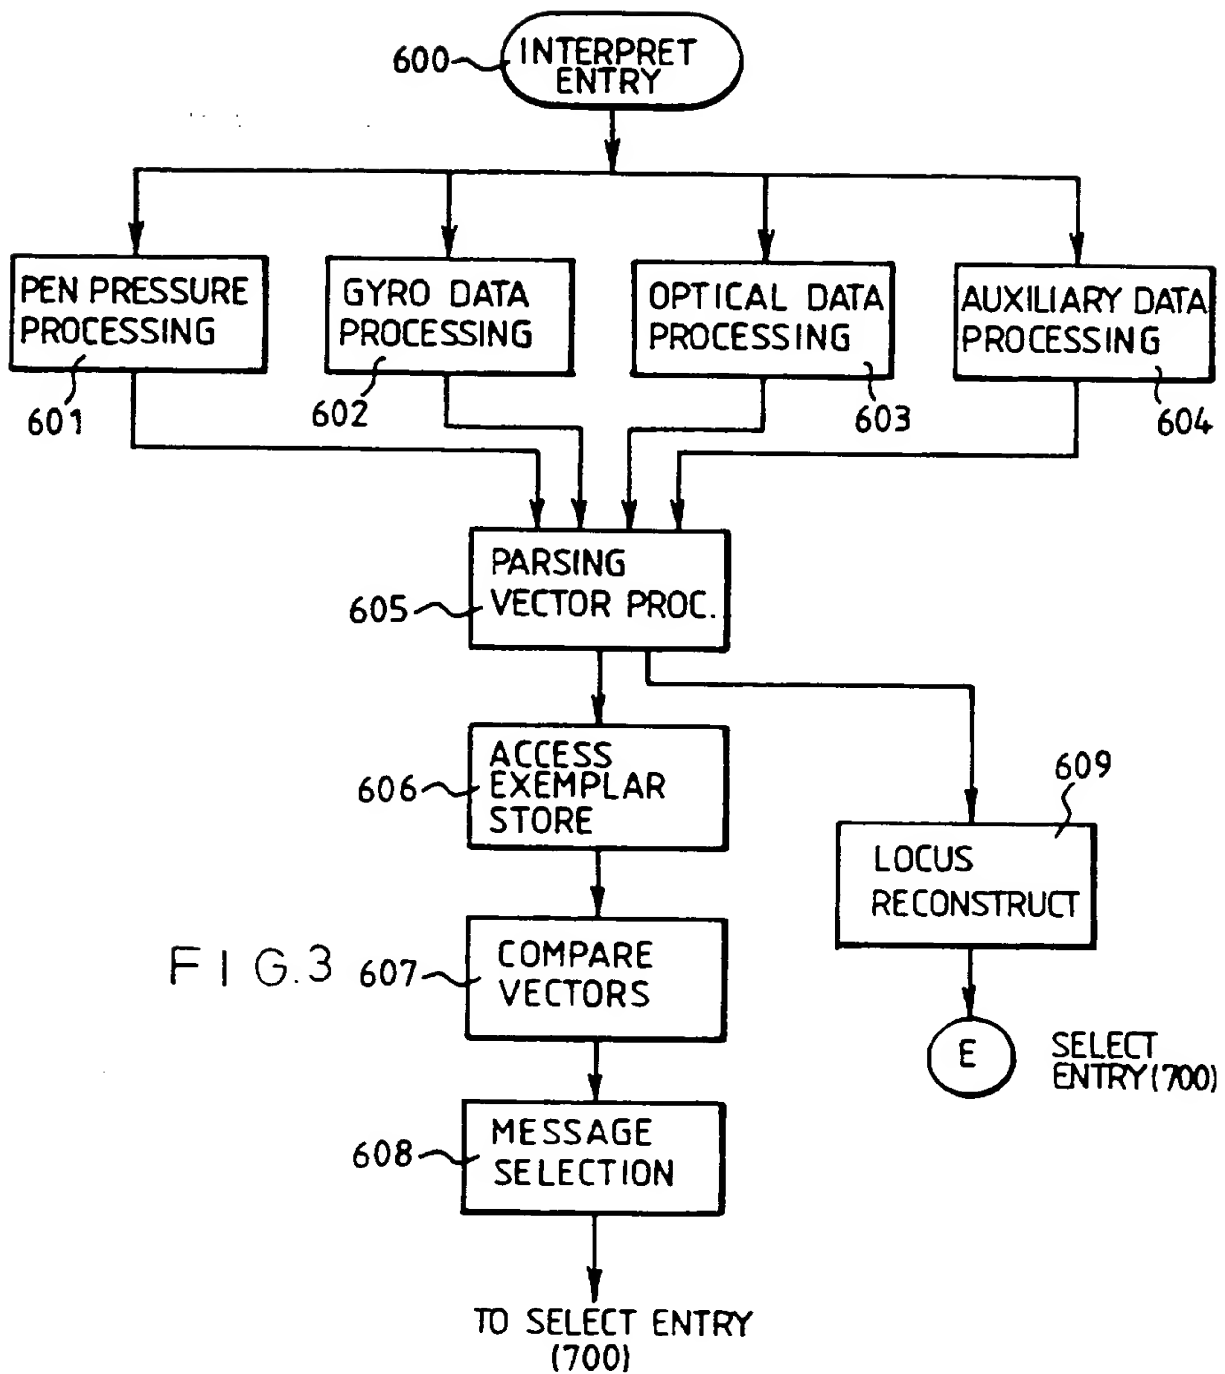 600
INTERPRET
ENTRY
PEN PRESSURE
PROCESSING
601
GYRO DATA
PROCESSING
602
OPTICAL DATA
PROCESSING
603
AUXILIARY DATA
PROCESSING
604
PARSING
VECTOR PROC.
605
ACCESS
EXEMPLAR
STORE
606
609
LOCUS
RECONSTRUCT
FIG.3
COMPARE
VECTORS
607
E
SELECT
ENTRY(700)
MESSAGE
SELECTION
608
TO SELECT ENTRY
(700)